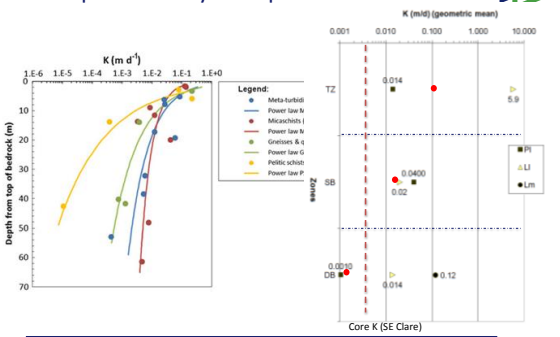 K (m d⁻¹)
1.E-6 1.E-5 1.E-4 1.E-3 1.E-2 1.E-1 1.E+0
0
10
20
30
40
50
60
70
Depth from top of bedrock (m)
Legend:
Meta-turbidi
Power law M
Micaschists (
Power law M
Gneisses & q
Power law G
Pelitic schists
Power law P
K (m/d) (geometric mean)
0.001 0.010 0.100 1.000 10.000
TZ
0.014
5.9
Zones
SB
0.0400
0.02
DB
0.0010
0.014
0.12
Pl
Ll
Lm
Core K (SE Clare)